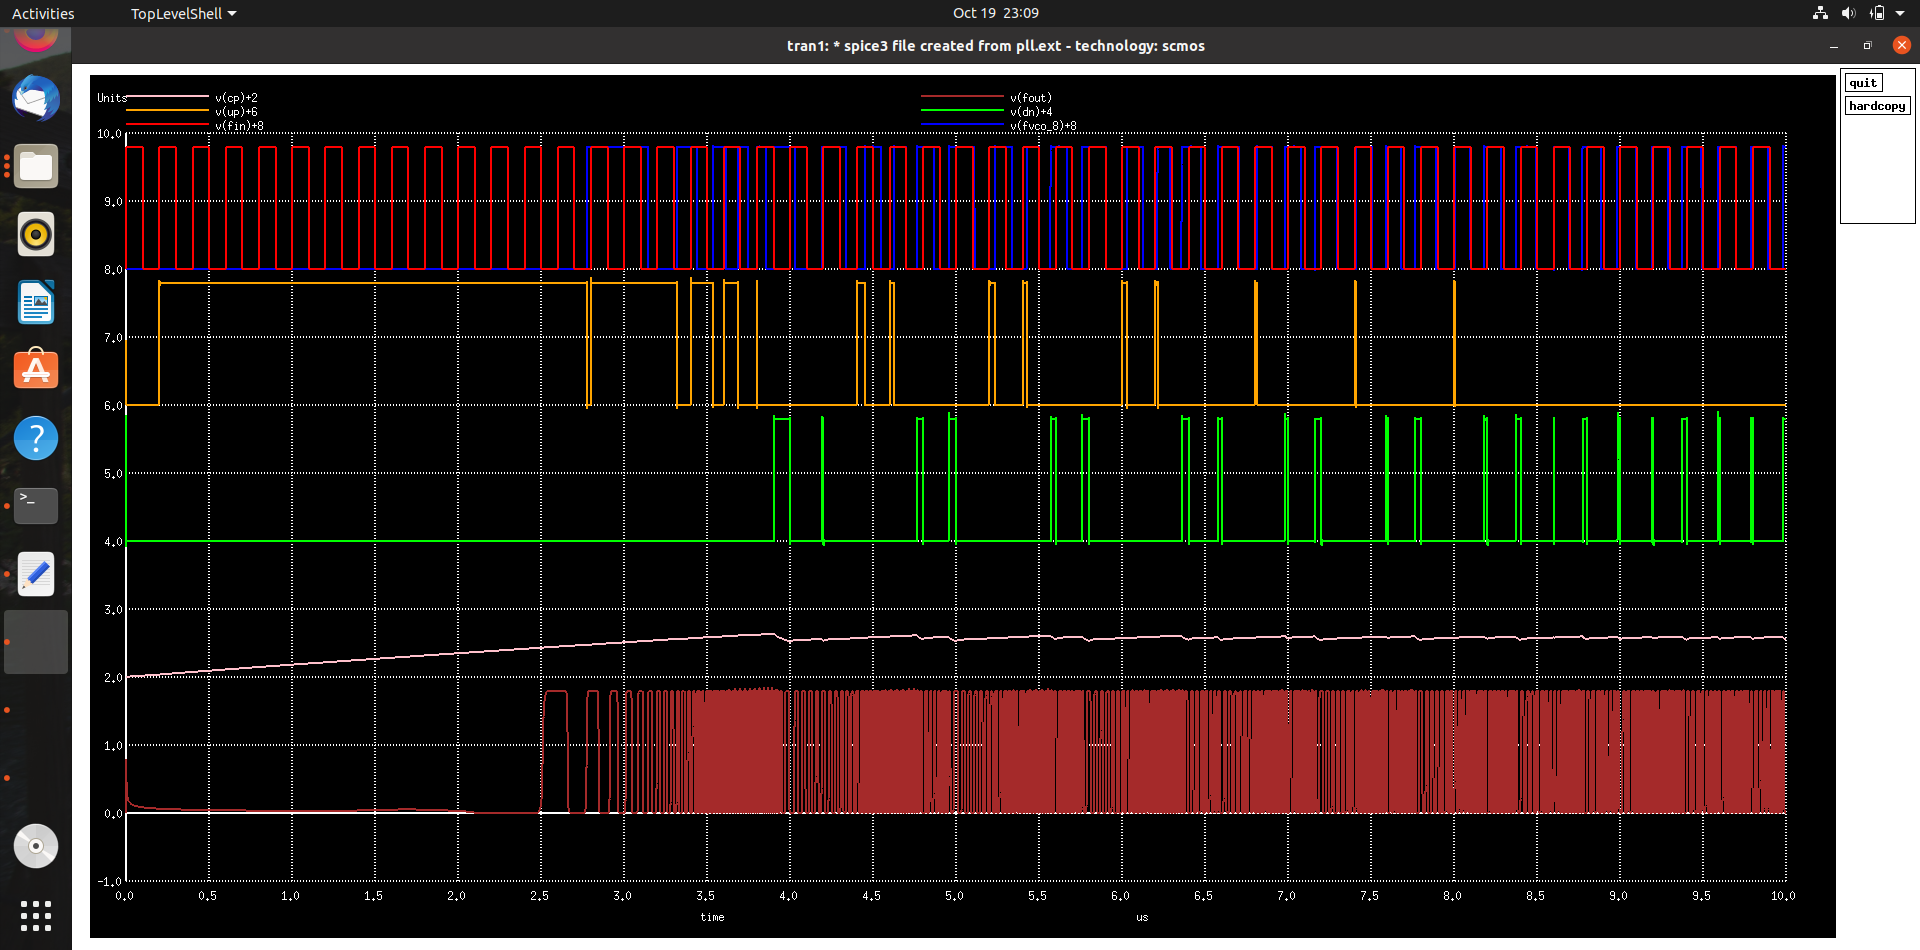 Activities TopLevelShell Oct 19 23:09
tran1: * spice3 file created from pll.ext - technology: scmos
quit
hardcopy
Units v(cp)+2 v(fout)
v(up)+6 v(dn)+4
v(fin)+8 v(fvco_8)+8
10.0
9.0
8.0
7.0
6.0
5.0
4.0
3.0
2.0
1.0
0.0
-1.0
0.0 0.5 1.0 1.5 2.0 2.5 3.0 3.5 4.0 4.5 5.0 5.5 6.0 6.5 7.0 7.5 8.0 8.5 9.0 9.5 10.0
time us